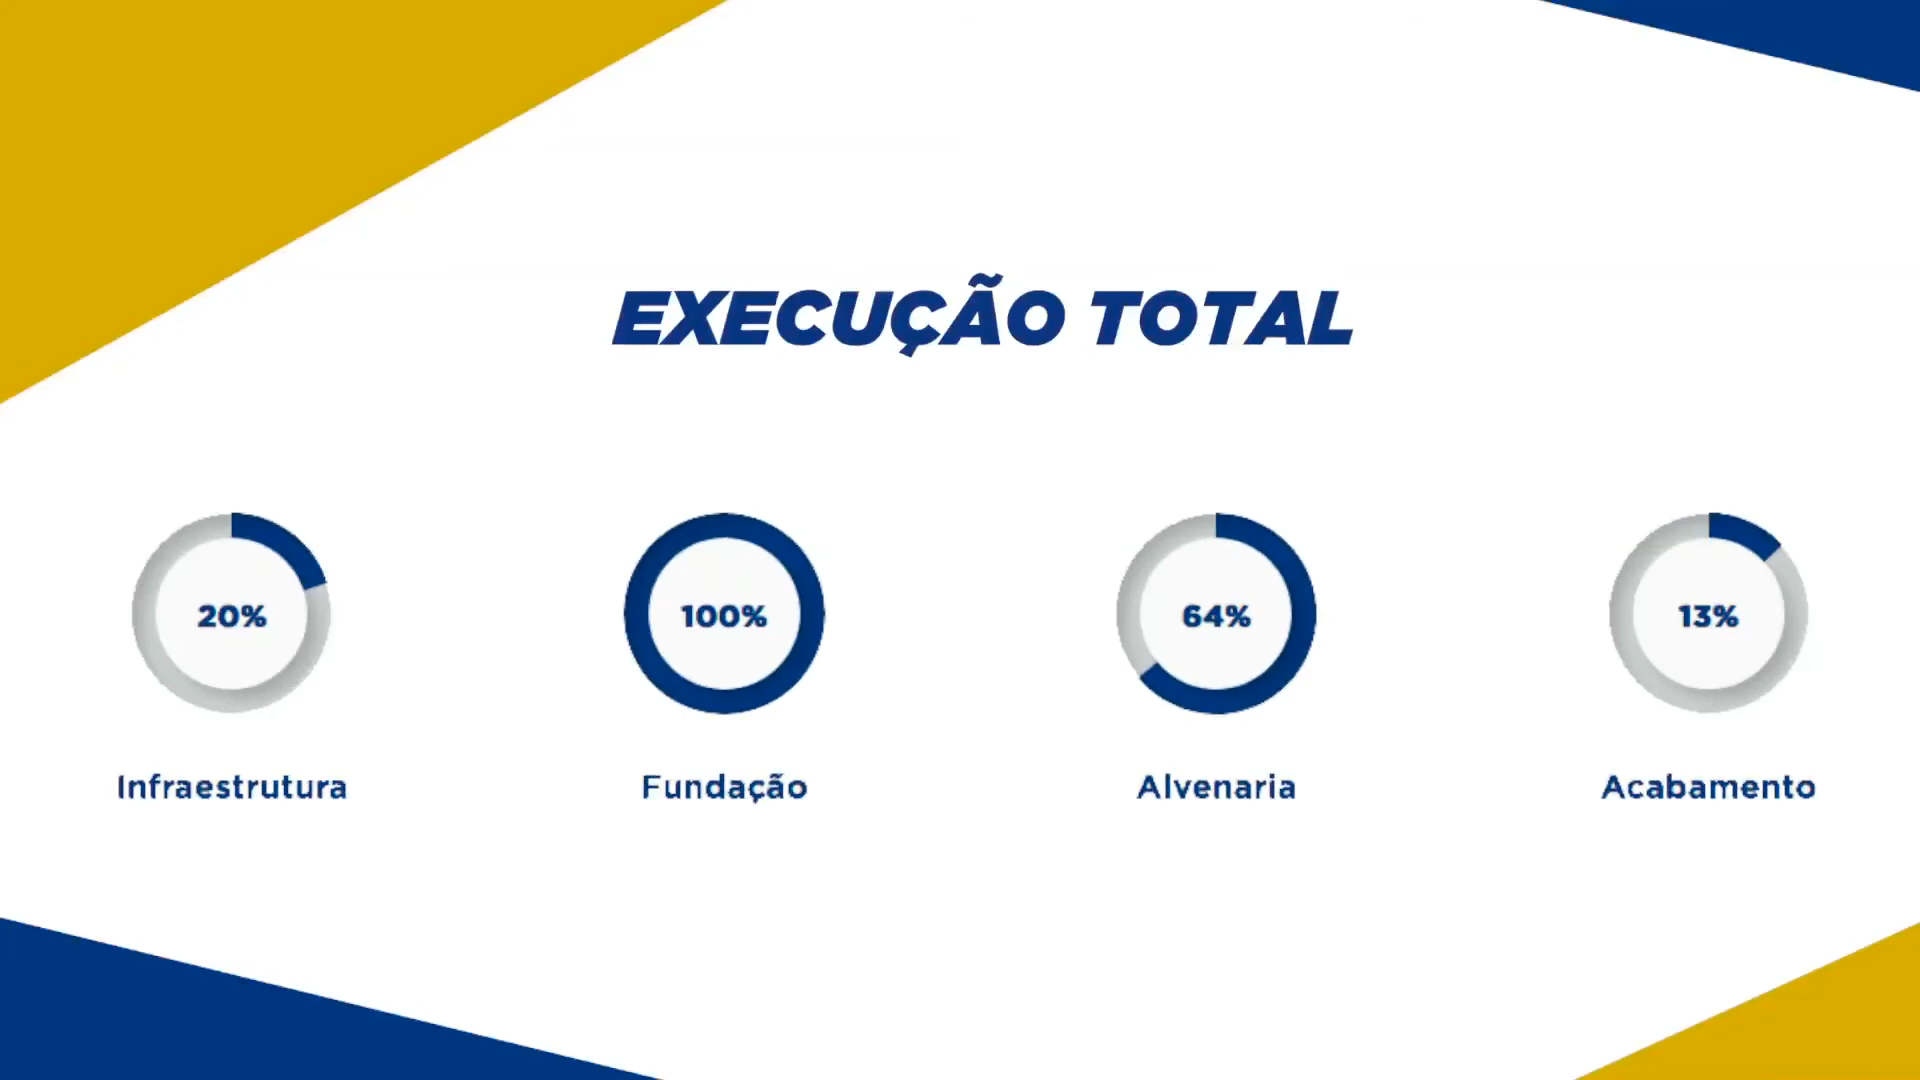 EXECUÇÃO TOTAL
20%
100%
64%
13%
Infraestrutura
Fundação
Alvenaria
Acabamento